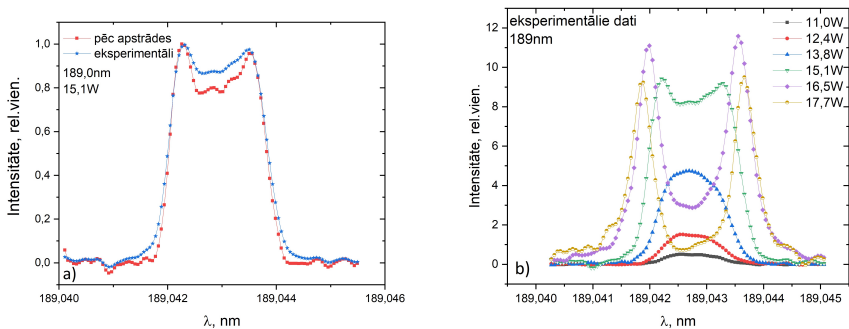 pēc apstrādes
eksperimentāli
189,0nm
15,1W
1,0
0,8
0,6
0,4
0,2
0,0
Intensitāte, rel.vien.
a)
189,040
189,042
189,044
189,046
λ, nm
eksperimentālie dati
189nm
11,0W
12,4W
13,8W
15,1W
16,5W
17,7W
12
10
8
6
4
2
0
Intensitāte, rel.vien.
b)
189,040
189,041
189,042
189,043
189,044
189,045
λ, nm